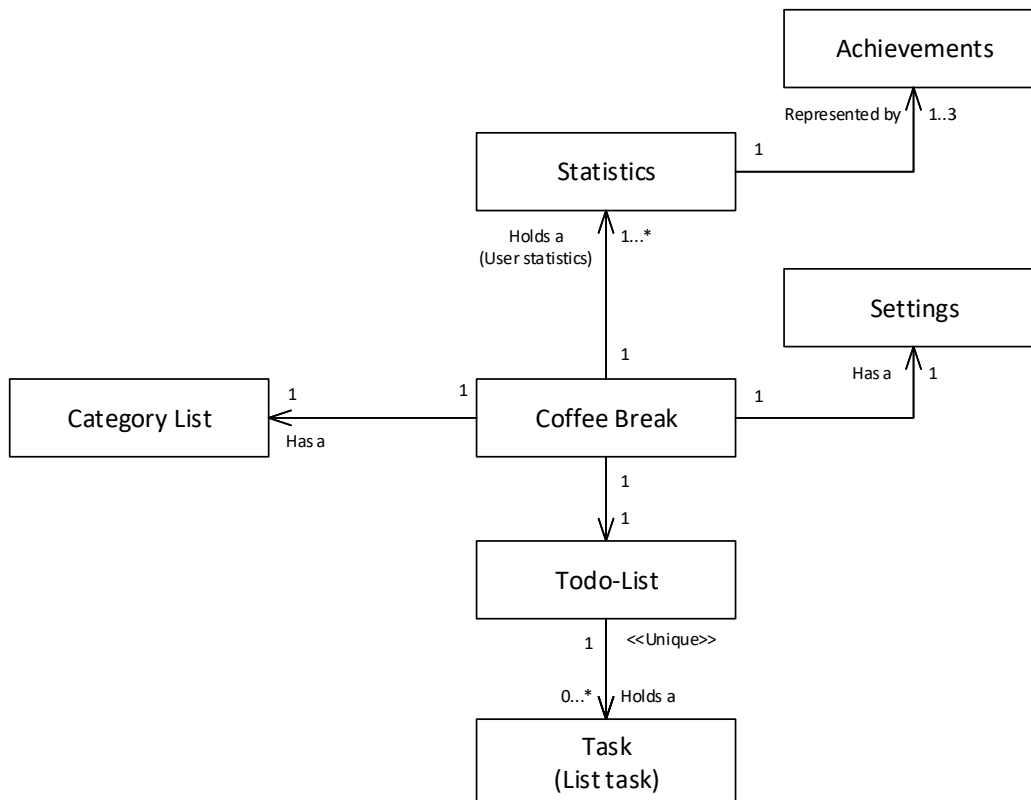 Achievements
Represented by
1..3
1
Statistics
Holds a
(User statistics)
1...*
Settings
1
Has a
1
1
1
1
Category List
Coffee Break
Has a
1
1
Todo-List
1
<<Unique>>
0...*
Holds a
Task
(List task)